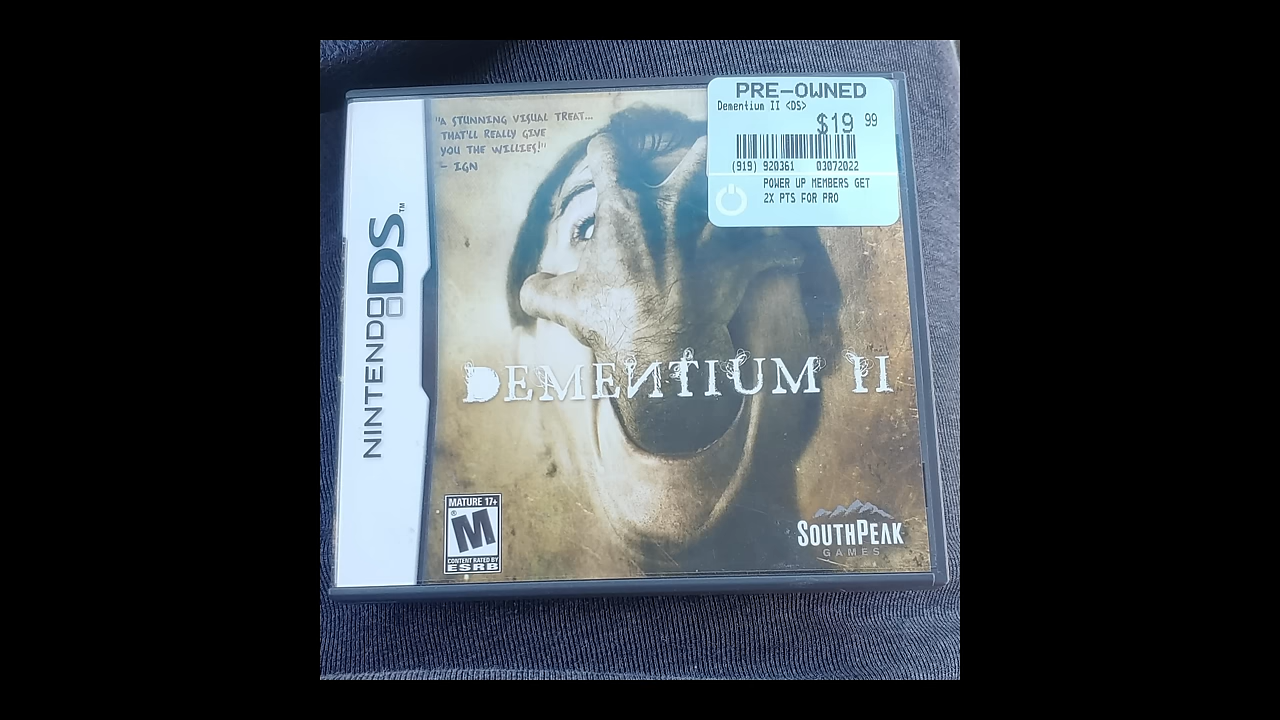 PRE-OWNED
Dementium II <DS>
$19 99
(919) 920361 03072022
POWER UP MEMBERS GET
2X PTS FOR PRO
"A STUNNING VISUAL TREAT...
THAT'LL REALLY GIVE
YOU THE WILLIES!"
- IGN
NINTENDO DS™
DEMENTIUM II
MATURE 17+
M®
CONTENT RATED BY
ESRB
SOUTHPEAK
GAMES